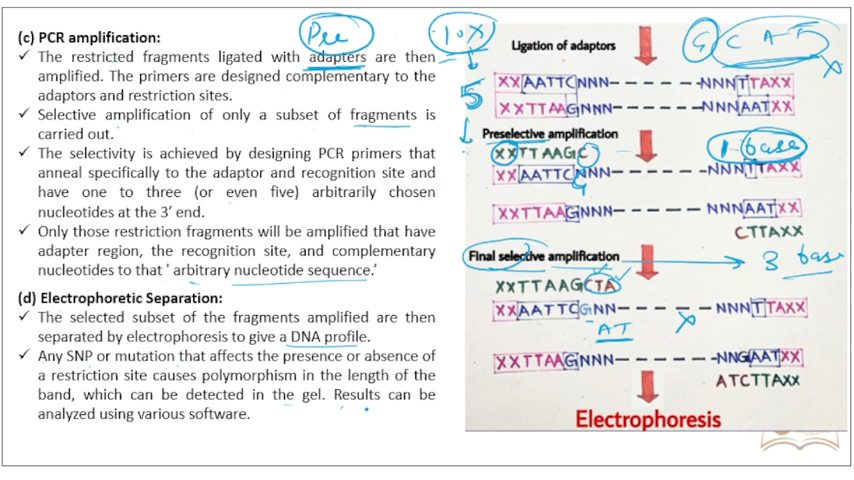 (c) PCR amplification:
Pre
✓ The restricted fragments ligated with adapters are then
amplified. The primers are designed complementary to the
adaptors and restriction sites.
✓ Selective amplification of only a subset of fragments is
carried out.
✓ The selectivity is achieved by designing PCR primers that
anneal specifically to the adaptor and recognition site and
have one to three (or even five) arbitrarily chosen
nucleotides at the 3' end.
✓ Only those restriction fragments will be amplified that have
adapter region, the recognition site, and complementary
nucleotides to that ' arbitrary nucleotide sequence.'
(d) Electrophoretic Separation:
✓ The selected subset of the fragments amplified are then
separated by electrophoresis to give a DNA profile.
✓ Any SNP or mutation that affects the presence or absence of
a restriction site causes polymorphism in the length of the
band, which can be detected in the gel. Results can be
analyzed using various software.
10X
5
Ligation of adaptors
G C A T
XXAATTCNNN- - - - - - -NNNTTAXX
XXTTAAGNNN- - - - - - -NNNAATXX
Preselective amplification
1 base
XXTTAAGC
XXAATTCNNN- - - - - - -NNNTTAXX
G
XXTTAAGNNN- - - - - - -NNNAATXX
CTTAXX
Final selective amplification
3 base
XXTTAAGCTA
XXAATTCGNN- - - - - - -NNNTTAXX
AT
XXTTAAGNNN- - - - - - -NNGAATXX
ATCTTAXX
Electrophoresis